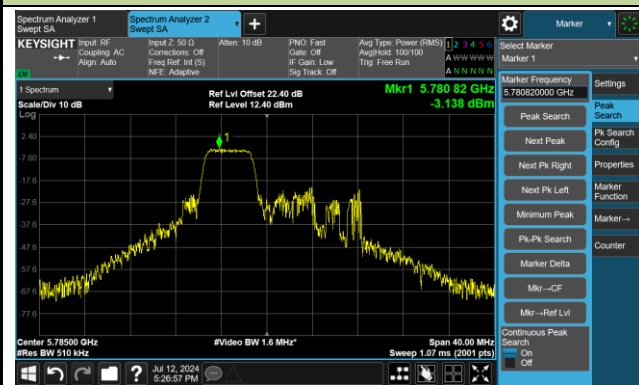 Spectrum Analyzer 1
Swept SA
Spectrum Analyzer 2
Swept SA
Marker
KEYSIGHT
Input: RF
Coupling: AC
Align: Auto
Input Z: 50 Ω
Corrections: Off
Freq Ref: Int (S)
NFE: Adaptive
Atten: 10 dB
PNO: Fast
Gate: Off
IF Gain: Low
Sig Track: Off
Avg Type: Power (RMS)
Avg|Hold: 100/100
Trig: Free Run
1 2 3 4 5 6
A W W W W W
A N N N N N
Select Marker
Marker 1
1 Spectrum
Scale/Div 10 dB
Log
Ref Lvl Offset 22.40 dB
Ref Level 12.40 dBm
Mkr1 5.780 82 GHz
-3.138 dBm
1
2.40
-7.60
-17.6
-27.6
-37.6
-47.6
-57.6
-67.6
-77.6
Center 5.78500 GHz
#Res BW 510 kHz
#Video BW 1.6 MHz*
Span 40.00 MHz
Sweep 1.07 ms (2001 pts)
Marker Frequency
5.780820000 GHz
Peak Search
Next Peak
Next Pk Right
Next Pk Left
Minimum Peak
Pk-Pk Search
Marker Delta
Mkr→CF
Mkr→Ref Lvl
Continuous Peak Search
On
Off
Settings
Peak Search
Pk Search Config
Properties
Marker Function
Marker→
Counter
Jul 12, 2024
5:26:57 PM